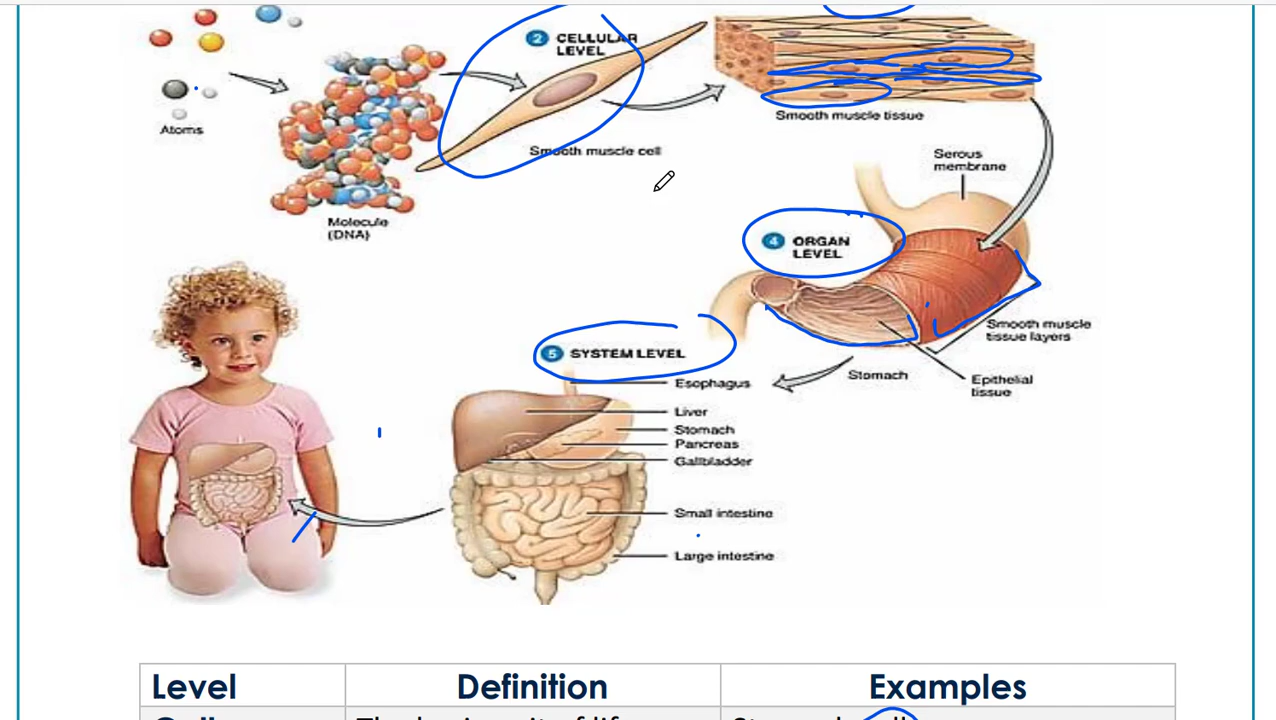 2 CELLULAR
LEVEL
Atoms
Smooth muscle tissue
Smooth muscle cell
Serous
membrane
Molecule
(DNA)
4 ORGAN
LEVEL
Smooth muscle
tissue layers
5 SYSTEM LEVEL
Stomach
Epithelial
tissue
Esophagus
Liver
Stomach
Pancreas
Gallbladder
Small intestine
Large intestine
Level Definition Examples